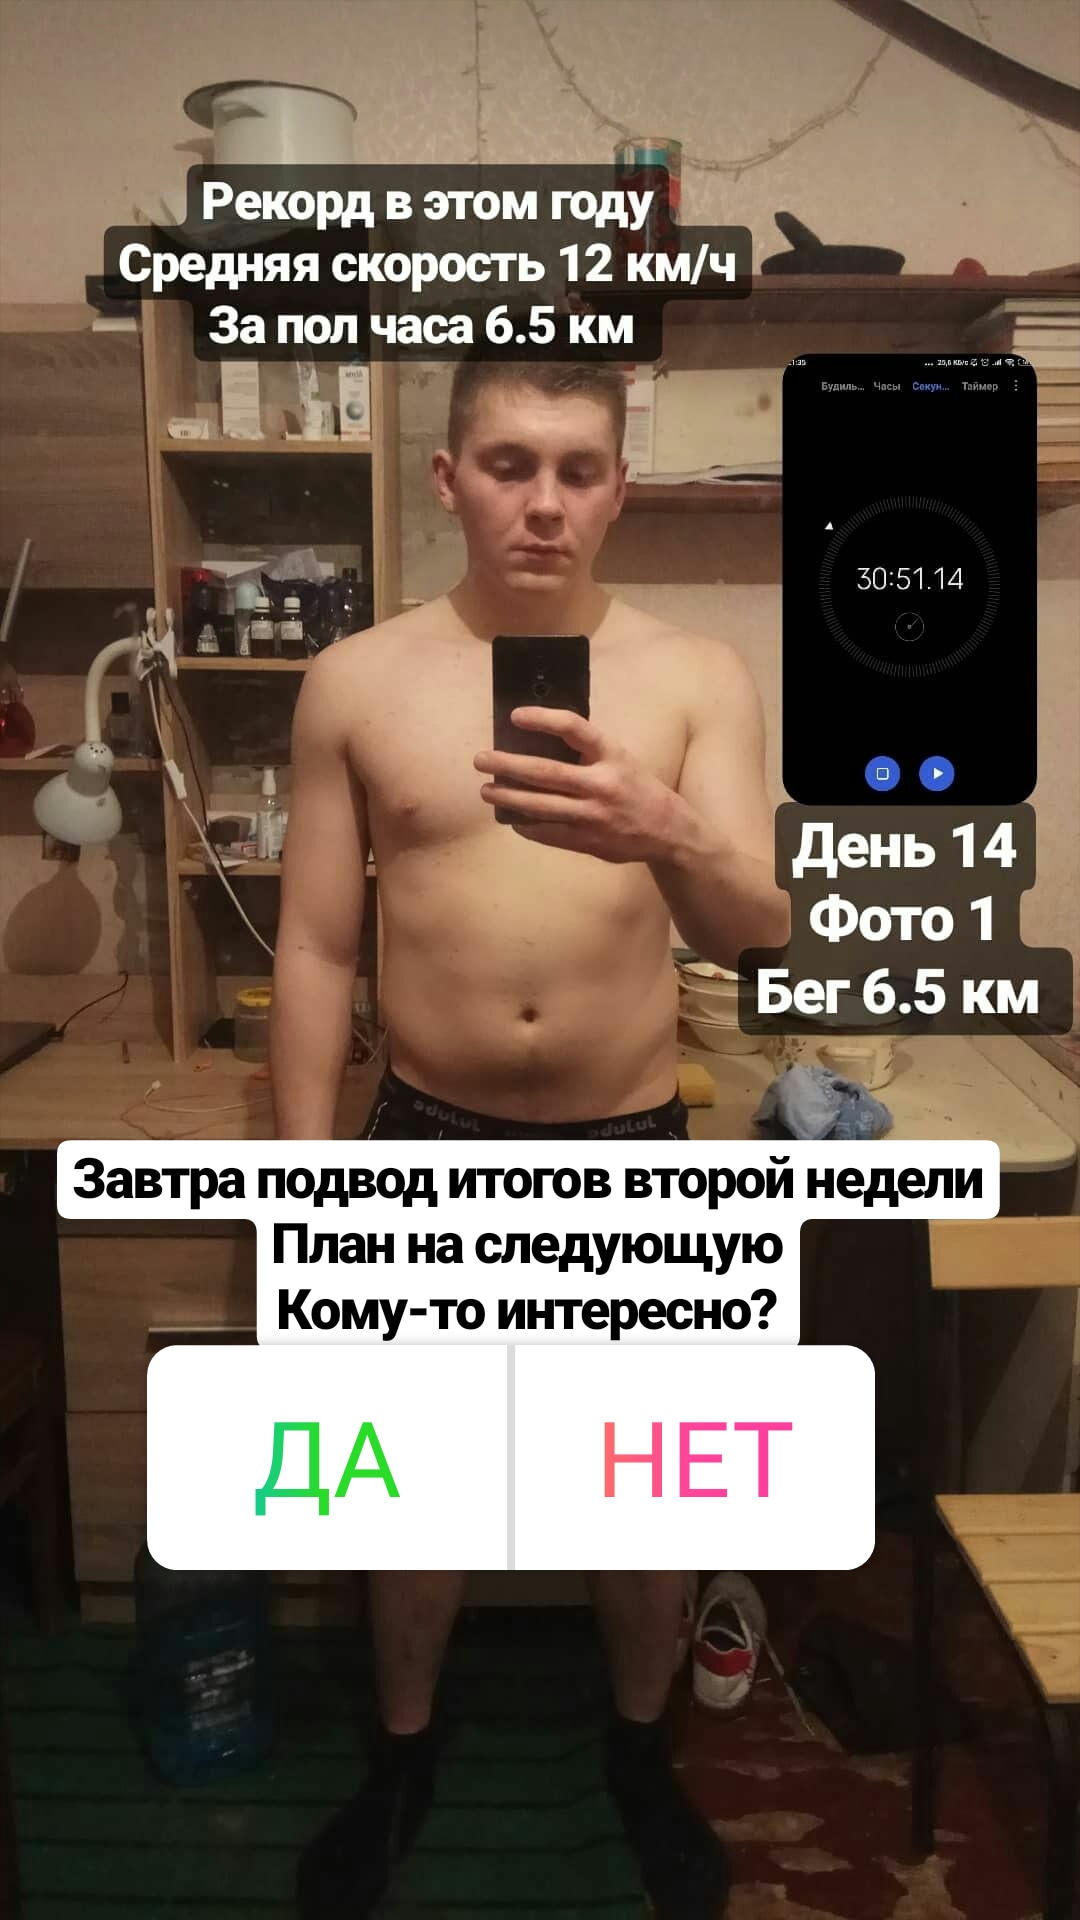 Рекорд в этом году
Средняя скорость 12 км/ч
За пол часа 6.5 км
1:35 ... 25,6 КБ/с
Будиль... Часы Секун... Таймер
30:51.14
День 14
Фото 1
Бег 6.5 км
Завтра подвод итогов второй недели
План на следующую
Кому-то интересно?
ДА НЕТ